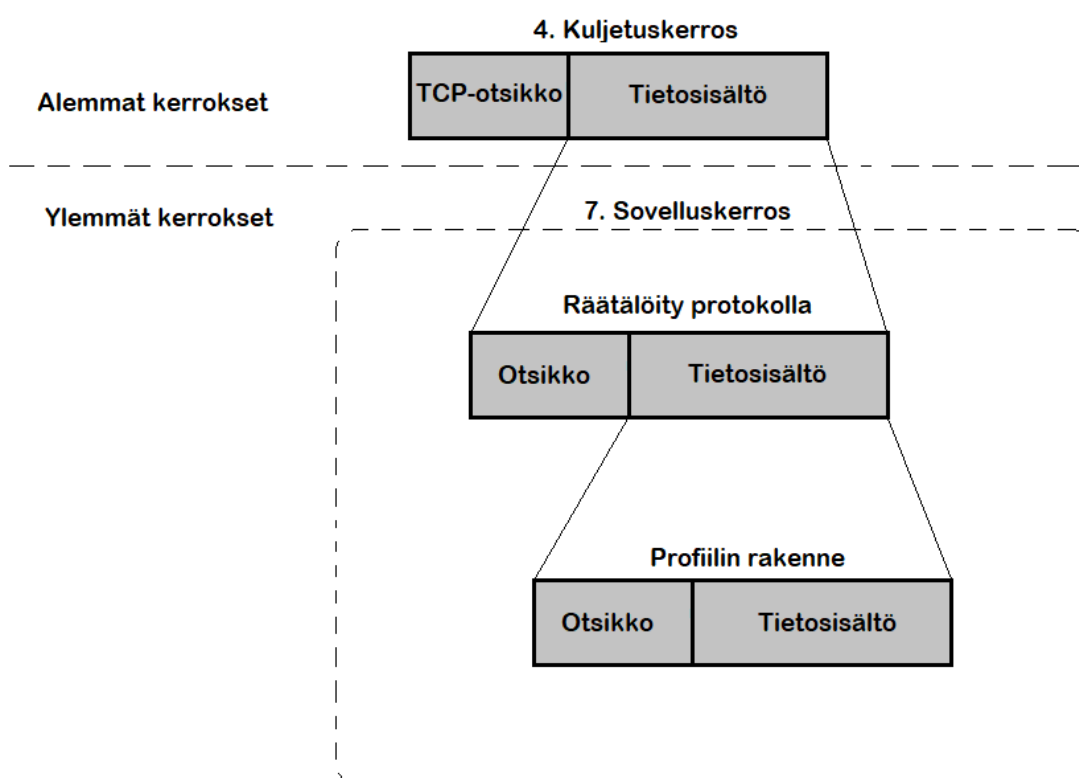 4. Kuljetuskerros
Alemmat kerrokset
TCP-otsikko
Tietosisältö
Ylemmät kerrokset
7. Sovelluskerros
Räätälöity protokolla
Otsikko
Tietosisältö
Profiilin rakenne
Otsikko
Tietosisältö